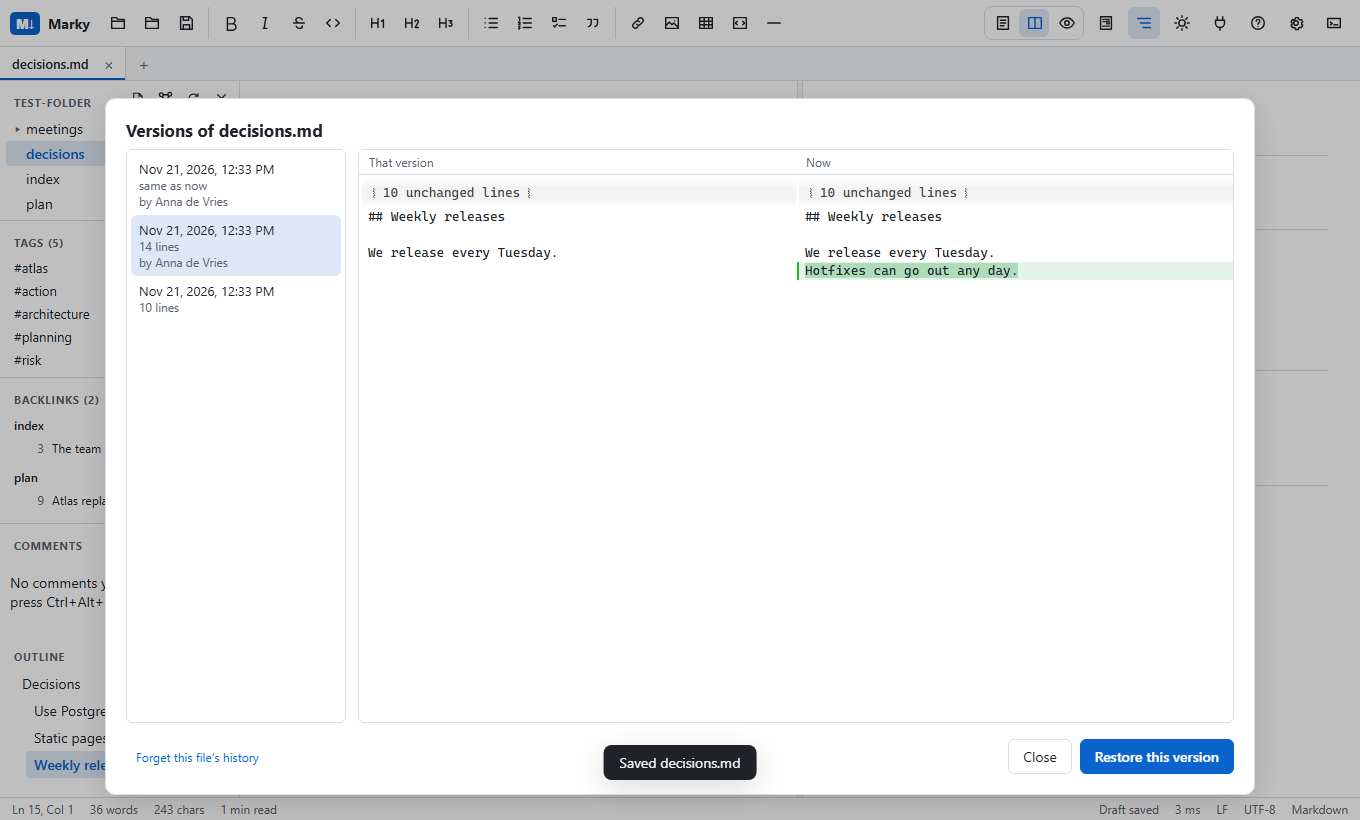 M↓ Marky
B I S <> H1 H2 H3
decisions.md × +
TEST-FOLDER
meetings
decisions
index
plan
TAGS (5)
#atlas
#action
#architecture
#planning
#risk
BACKLINKS (2)
index
3 The team
plan
9 Atlas
COMMENTS
No comments
press Ctrl+Alt+
OUTLINE
Decisions
Use
Static pages
Weekly
Versions of decisions.md
Nov 21, 2026, 12:33 PM
same as now
by Anna de Vries
Nov 21, 2026, 12:33 PM
14 lines
by Anna de Vries
Nov 21, 2026, 12:33 PM
10 lines
That version
10 unchanged lines
## Weekly releases
We release every Tuesday.
Now
10 unchanged lines
## Weekly releases
We release every Tuesday.
Hotfixes can go out any day.
Forget this file's history
Saved decisions.md
Close
Restore this version
Ln 15, Col 1 36 words 243 chars 1 min read
Draft saved 3 ms LF UTF-8 Markdown